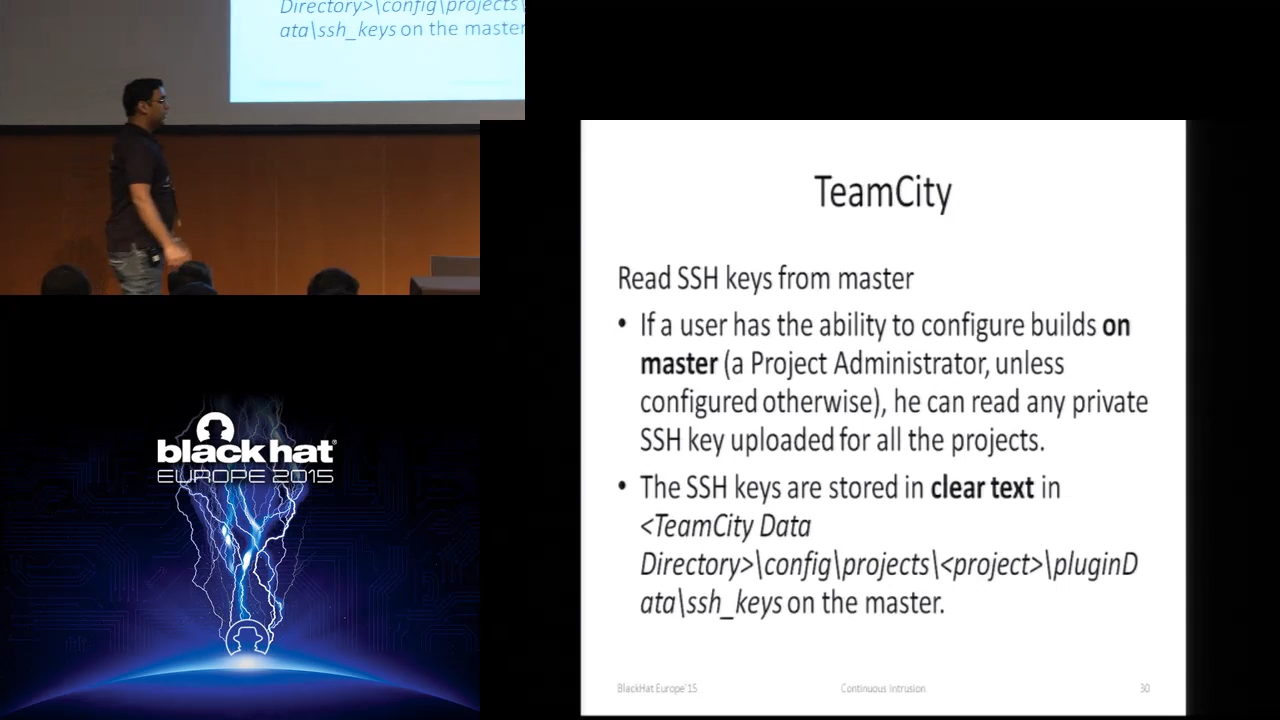 Directory>\config\projects\
ata\ssh_keys on the master
black hat
EUROPE 2015
TeamCity
Read SSH keys from master
• If a user has the ability to configure builds on
master (a Project Administrator, unless
configured otherwise), he can read any private
SSH key uploaded for all the projects.
• The SSH keys are stored in clear text in
<TeamCity Data
Directory>\config\projects\<project>\pluginD
ata\ssh_keys on the master.
BlackHat Europe'15
Continuous Intrusion
30